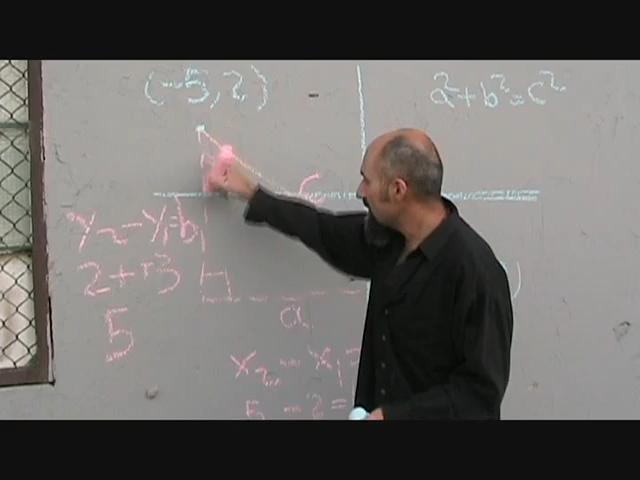 (-5,2)
a²+b²=c²
c
y₂-y₁=b
2++3
5
a
x₂-x₁=
5-2=
)